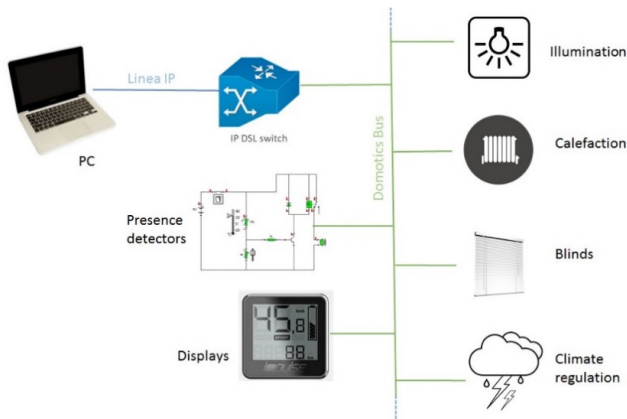 Illumination
Linea IP
IP DSL switch
PC
Domotics Bus
Calefaction
Presence
detectors
Blinds
45,8
88
Displays
Climate
regulation